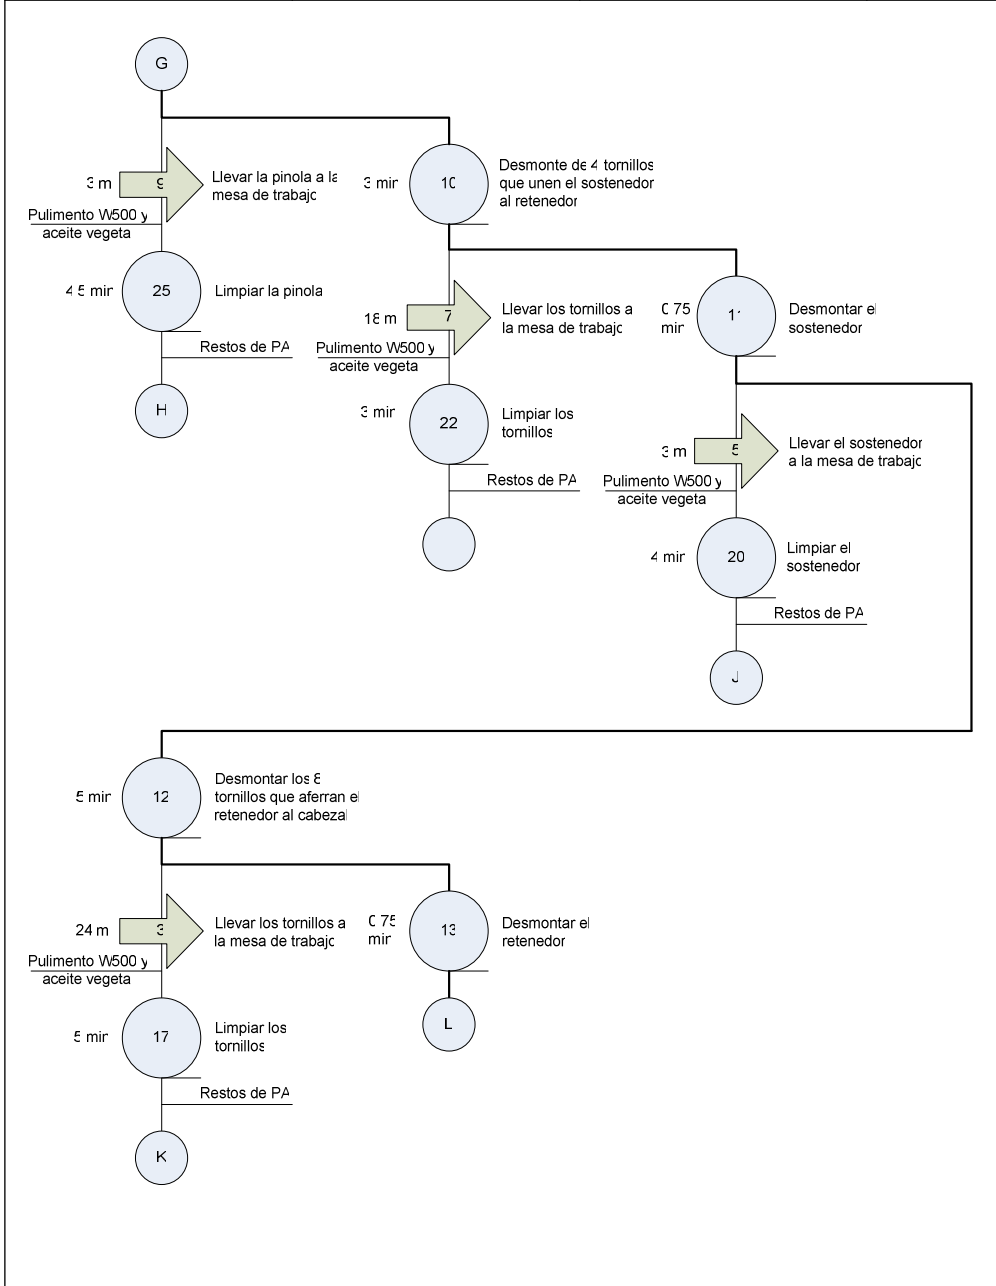 G
3 m
9
Llevar la pinola a la
mesa de trabajo
Pulimento W500 y
aceite vegeta
4 5 min
25
Limpiar la pinola
Restos de PA
H
3 min
10
Desmonte de 4 tornillos
que unen el sostenedor
al retenedor
18 m
7
Llevar los tornillos a
la mesa de trabajo
Pulimento W500 y
aceite vegeta
3 min
22
Limpiar los
tornillos
Restos de PA
0 75
min
11
Desmontar el
sostenedor
3 m
5
Llevar el sostenedor
a la mesa de trabajo
Pulimento W500 y
aceite vegeta
4 min
20
Limpiar el
sostenedor
Restos de PA
J
5 min
12
Desmontar los 8
tornillos que aferran el
retenedor al cabezal
24 m
3
Llevar los tornillos a
la mesa de trabajo
Pulimento W500 y
aceite vegeta
5 min
17
Limpiar los
tornillos
Restos de PA
K
0 75
min
13
Desmontar el
retenedor
L